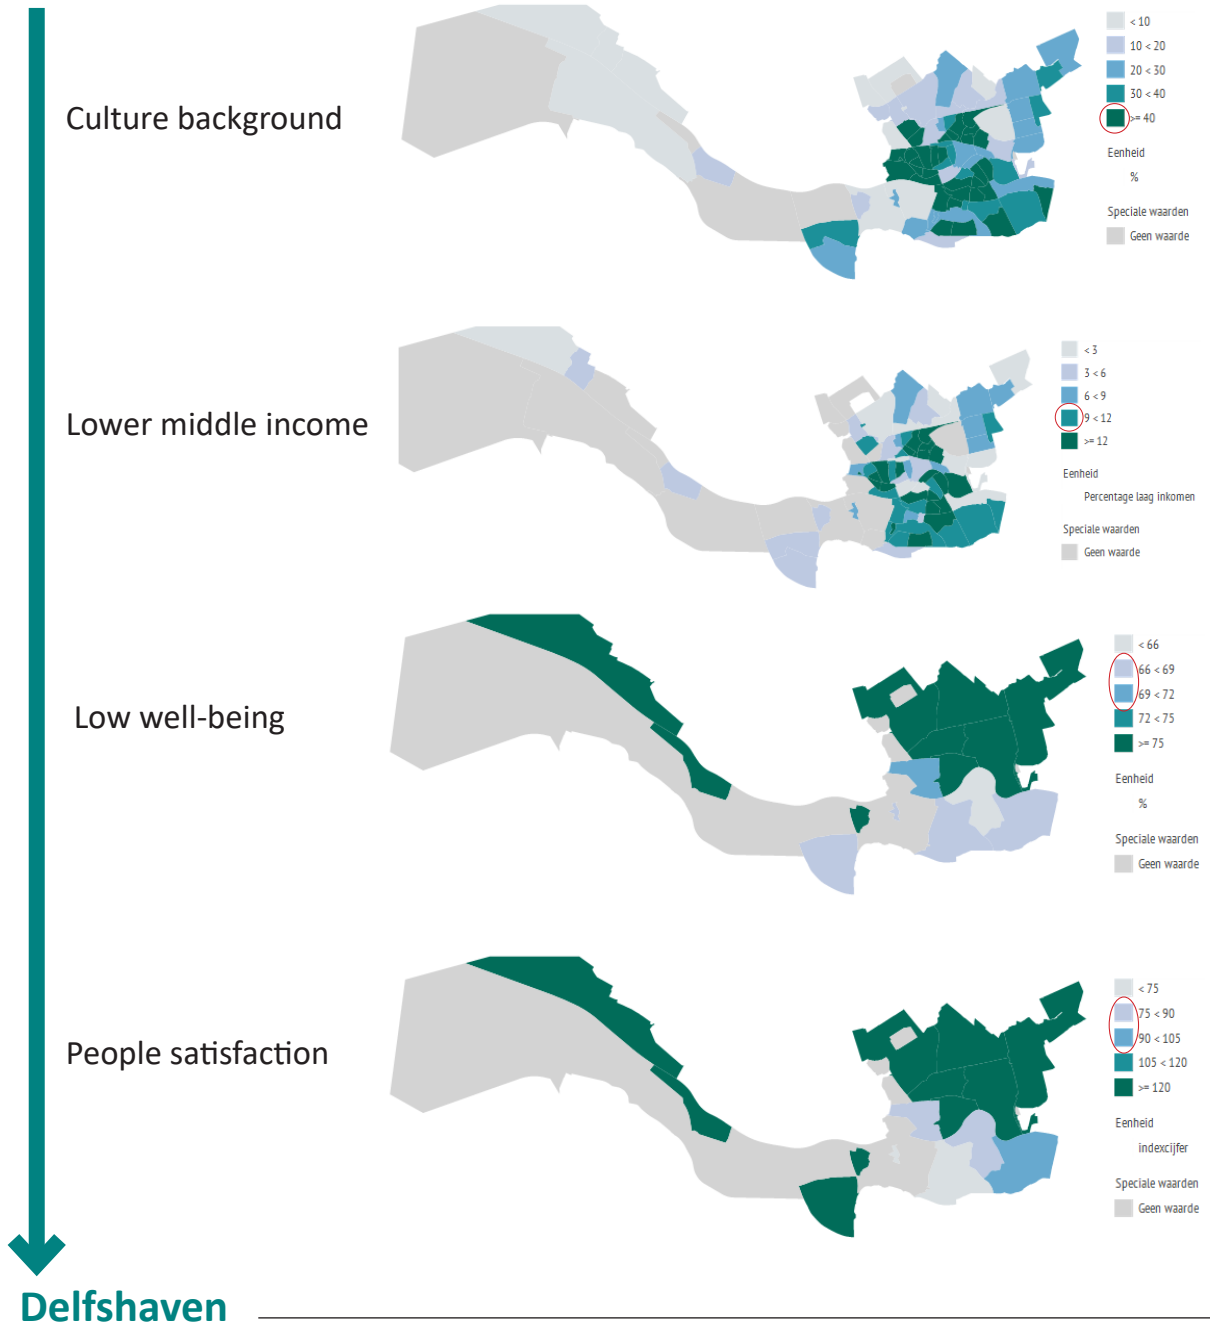 Culture background
< 10
10 < 20
20 < 30
30 < 40
>= 40
Eenheid
%
Speciale waarden
Geen waarde
Lower middle income
< 3
3 < 6
6 < 9
9 < 12
>= 12
Eenheid
Percentage laag inkomen
Speciale waarden
Geen waarde
Low well-being
< 66
66 < 69
69 < 72
72 < 75
>= 75
Eenheid
%
Speciale waarden
Geen waarde
People satisfaction
< 75
75 < 90
90 < 105
105 < 120
>= 120
Eenheid
indexcijfer
Speciale waarden
Geen waarde
Delfshaven